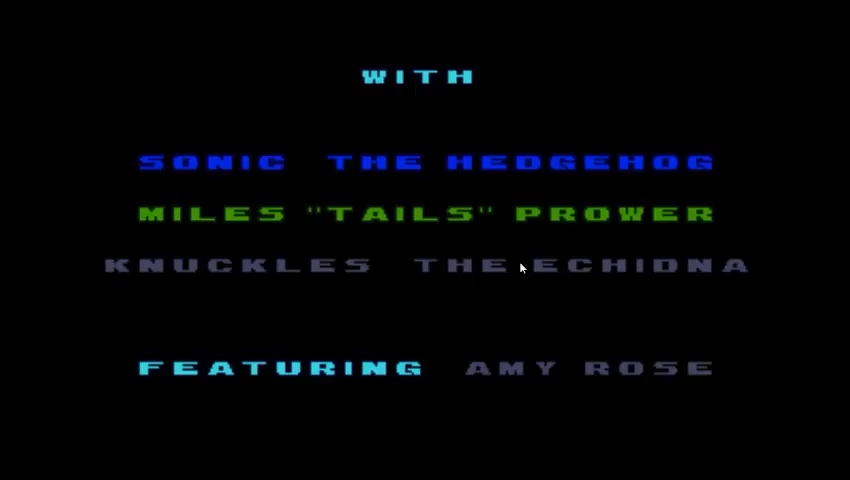 WITH
SONIC THE HEDGEHOG
MILES "TAILS" PROWER
KNUCKLES THE ECHIDNA
FEATURING AMY ROSE